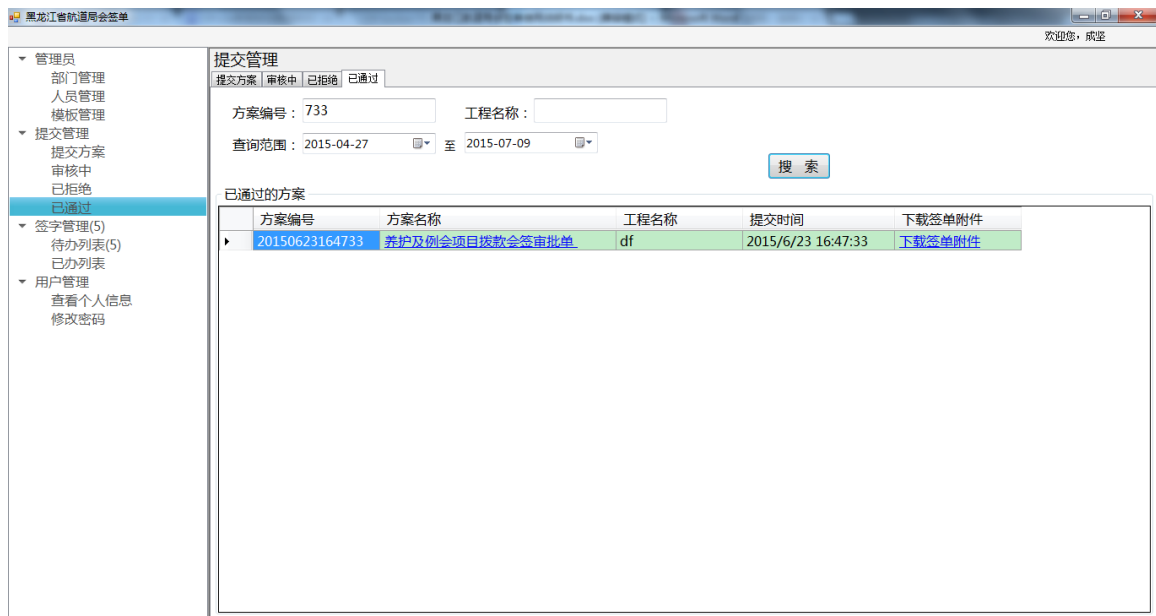 黑龙江省航道局会签单
欢迎您，成坚
管理员
部门管理
人员管理
模板管理
提交管理
提交方案
审核中
已拒绝
已通过
签字管理(5)
待办列表(5)
已办列表
用户管理
查看个人信息
修改密码
提交管理
提交方案 审核中 已拒绝 已通过
方案编号： 733 工程名称：
查询范围： 2015-04-27 至 2015-07-09
搜 索
已通过的方案
方案编号 方案名称 工程名称 提交时间 下载签单附件
20150623164733 养护及例会项目拨款会签审批单 df 2015/6/23 16:47:33 下载签单附件